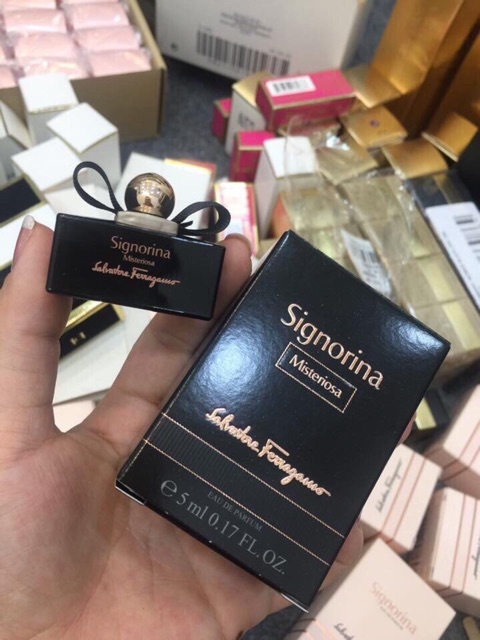 Signorina
Misteriosa
Salvatore Ferragamo
Signorina
Misteriosa
Salvatore Ferragamo
EAU DE PARFUM
℮ 5 ml 0.17 FL. OZ.
Signorina